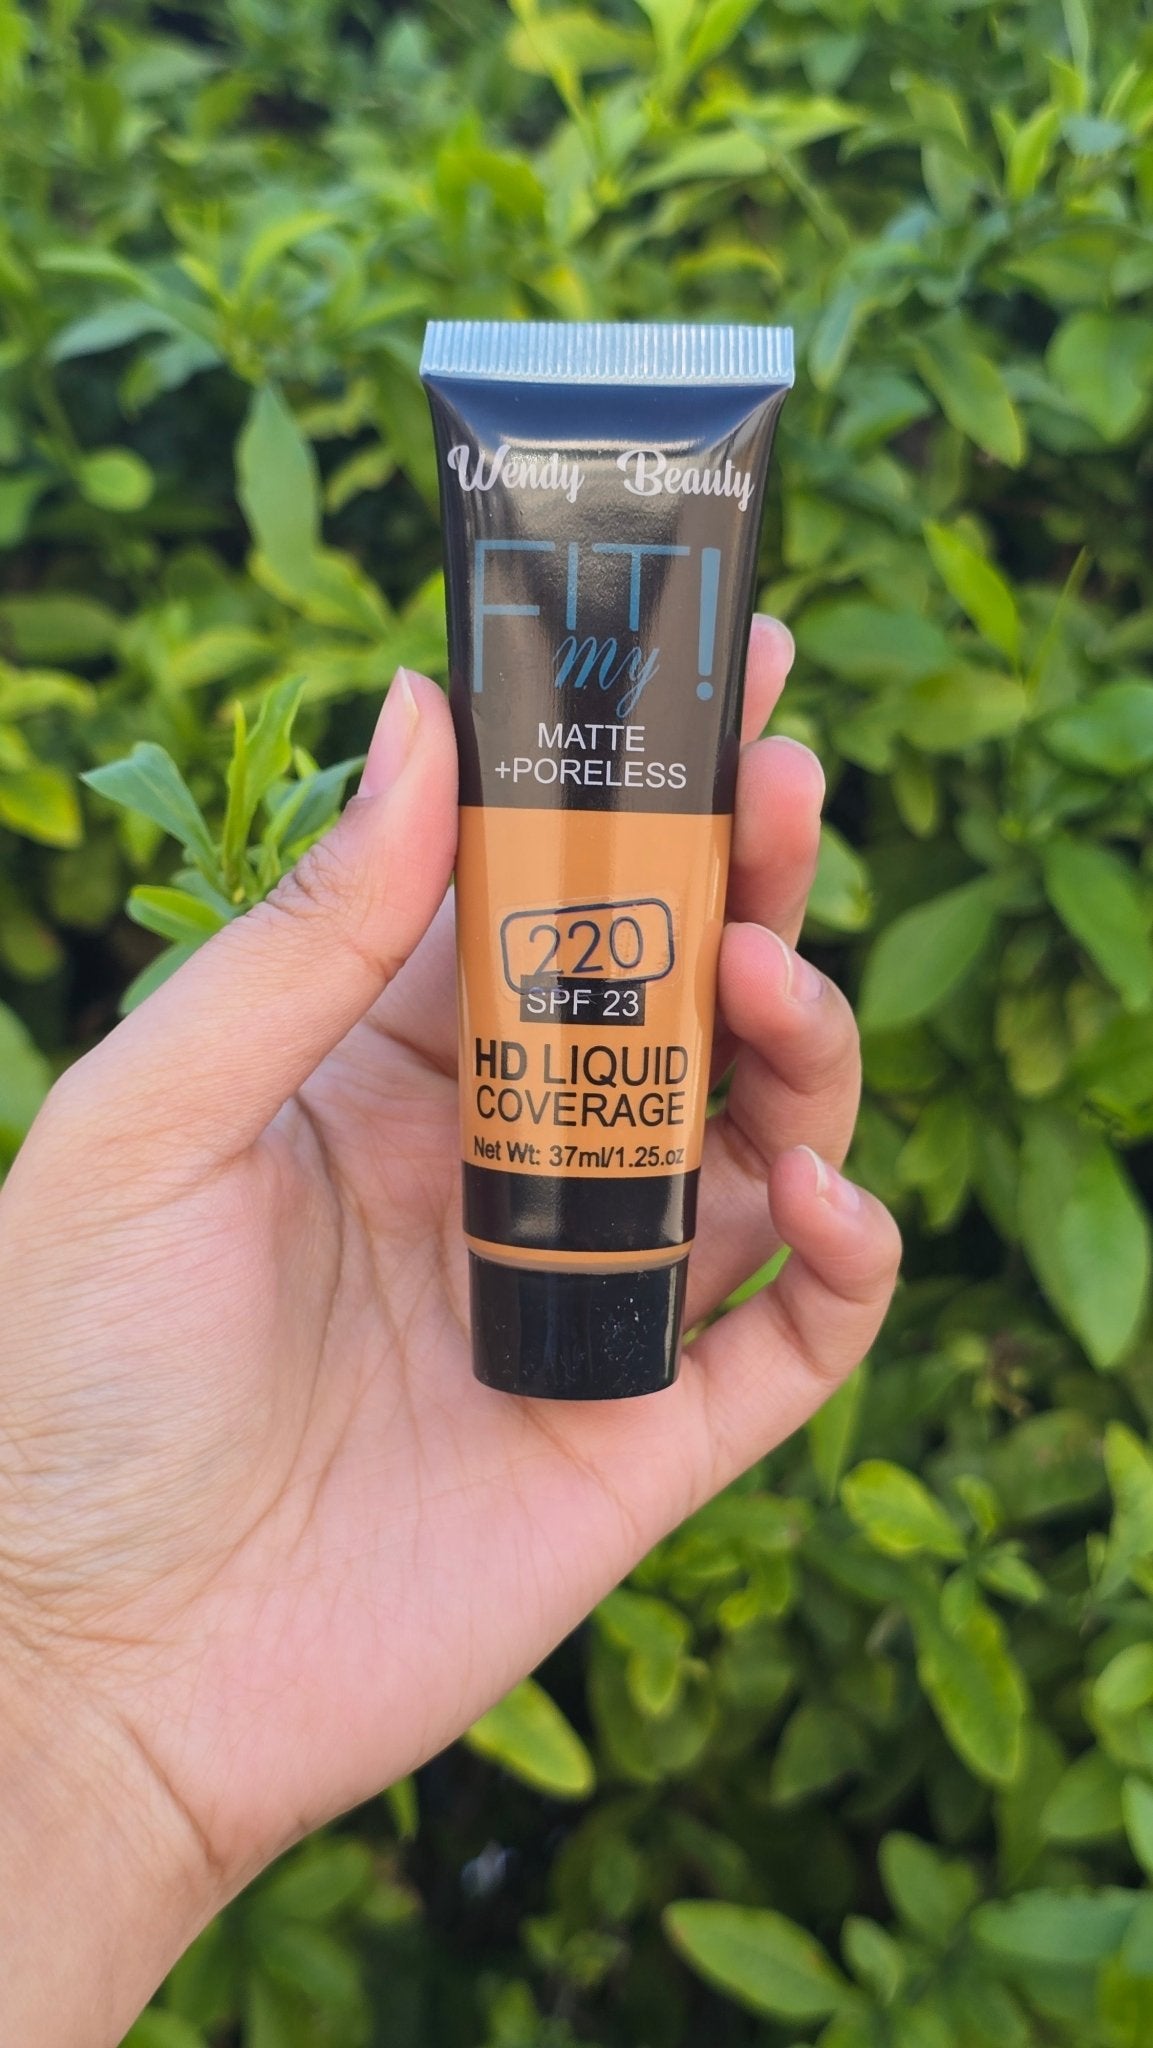 Wendy Beauty
FIT!
my
MATTE
+PORELESS
220
SPF 23
HD LIQUID
COVERAGE
Net Wt: 37ml/1.25.oz